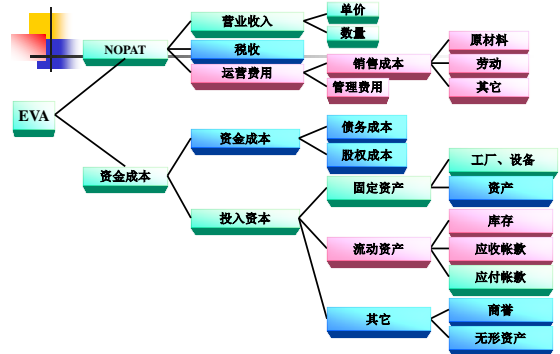 EVA
NOPAT
营业收入
单价
数量
税收
运营费用
销售成本
原材料
劳动
其它
管理费用
资金成本
资金成本
债务成本
股权成本
投入资本
固定资产
工厂、设备
资产
流动资产
库存
应收帐款
应付帐款
其它
商誉
无形资产